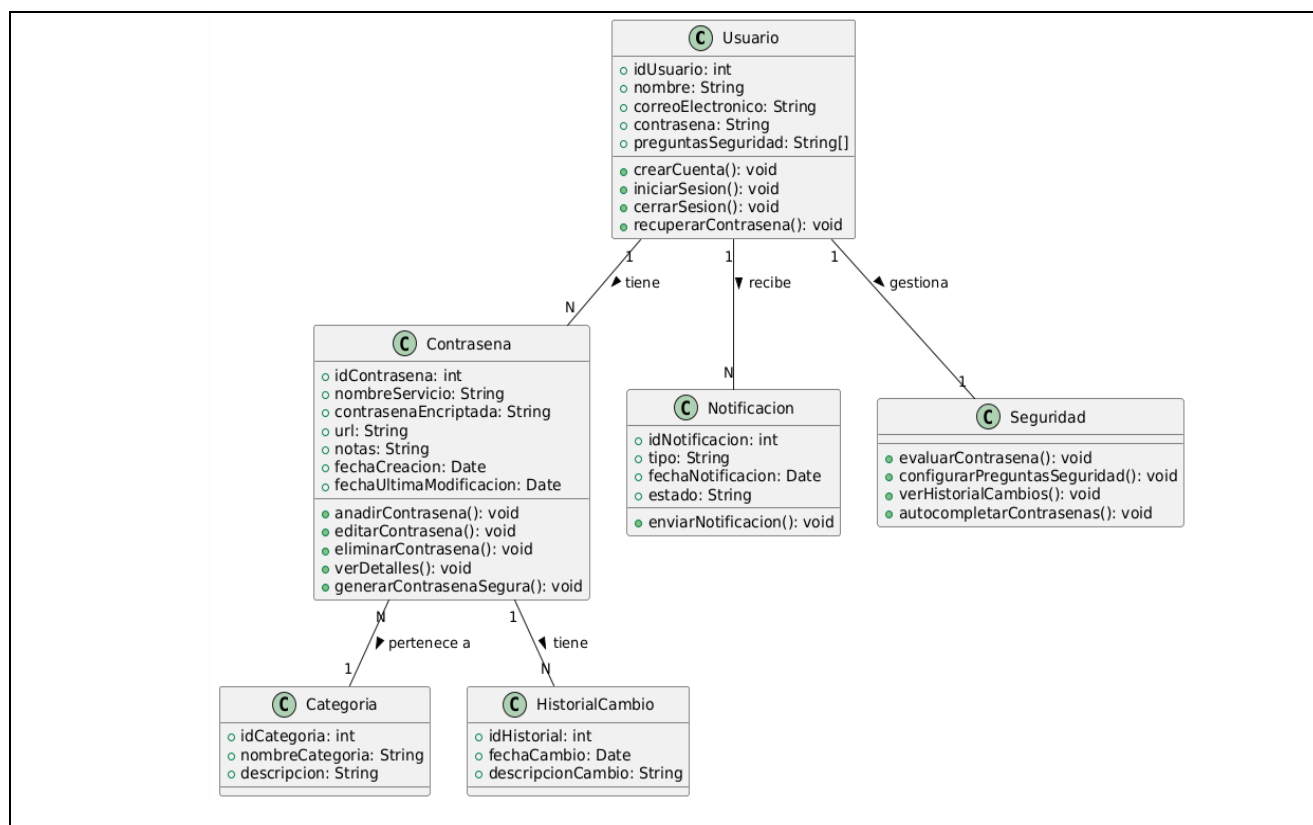 C Usuario
idUsuario: int
nombre: String
correoElectronico: String
contrasena: String
preguntasSeguridad: String[]
crearCuenta(): void
iniciarSesion(): void
cerrarSesion(): void
recuperarContrasena(): void
1
tiene
N
1
recibe
N
1
gestiona
1
C Contrasena
idContrasena: int
nombreServicio: String
contrasenaEncriptada: String
url: String
notas: String
fechaCreacion: Date
fechaUltimaModificacion: Date
anadirContrasena(): void
editarContrasena(): void
eliminarContrasena(): void
verDetalles(): void
generarContrasenaSegura(): void
C Notificacion
idNotificacion: int
tipo: String
fechaNotificacion: Date
estado: String
enviarNotificacion(): void
C Seguridad
evaluarContrasena(): void
configurarPreguntasSeguridad(): void
verHistorialCambios(): void
autocompletarContrasenas(): void
N
pertenece a
1
1
tiene
N
C Categoria
idCategoria: int
nombreCategoria: String
descripcion: String
C HistorialCambio
idHistorial: int
fechaCambio: Date
descripcionCambio: String